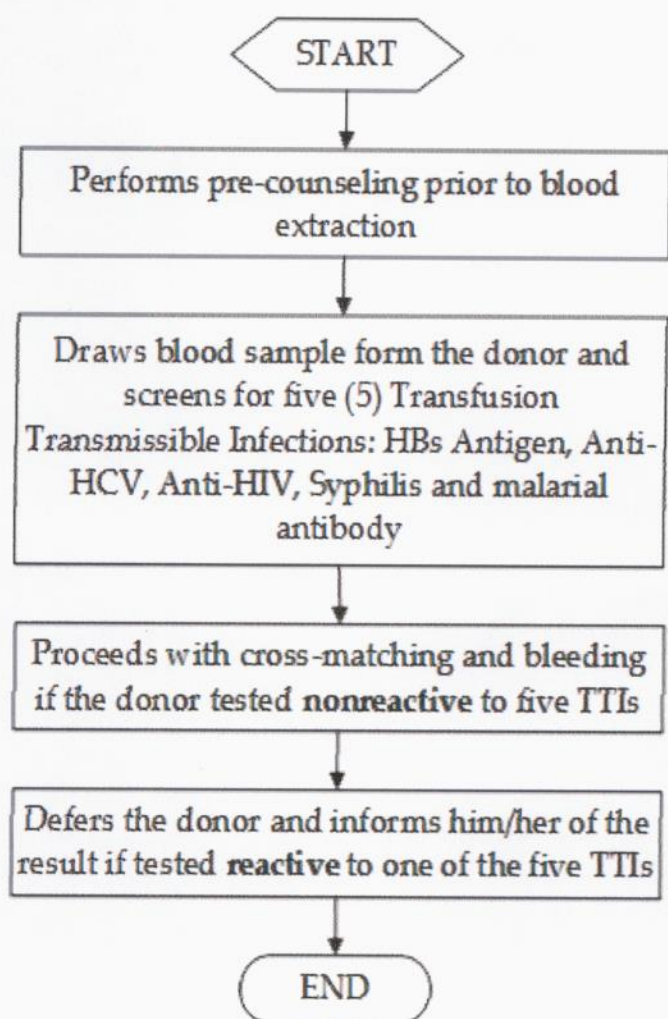 START
Performs pre-counseling prior to blood
extraction
Draws blood sample form the donor and
screens for five (5) Transfusion
Transmissible Infections: HBs Antigen, Anti-
HCV, Anti-HIV, Syphilis and malarial
antibody
Proceeds with cross-matching and bleeding
if the donor tested nonreactive to five TTIs
Defers the donor and informs him/her of the
result if tested reactive to one of the five TTIs
END